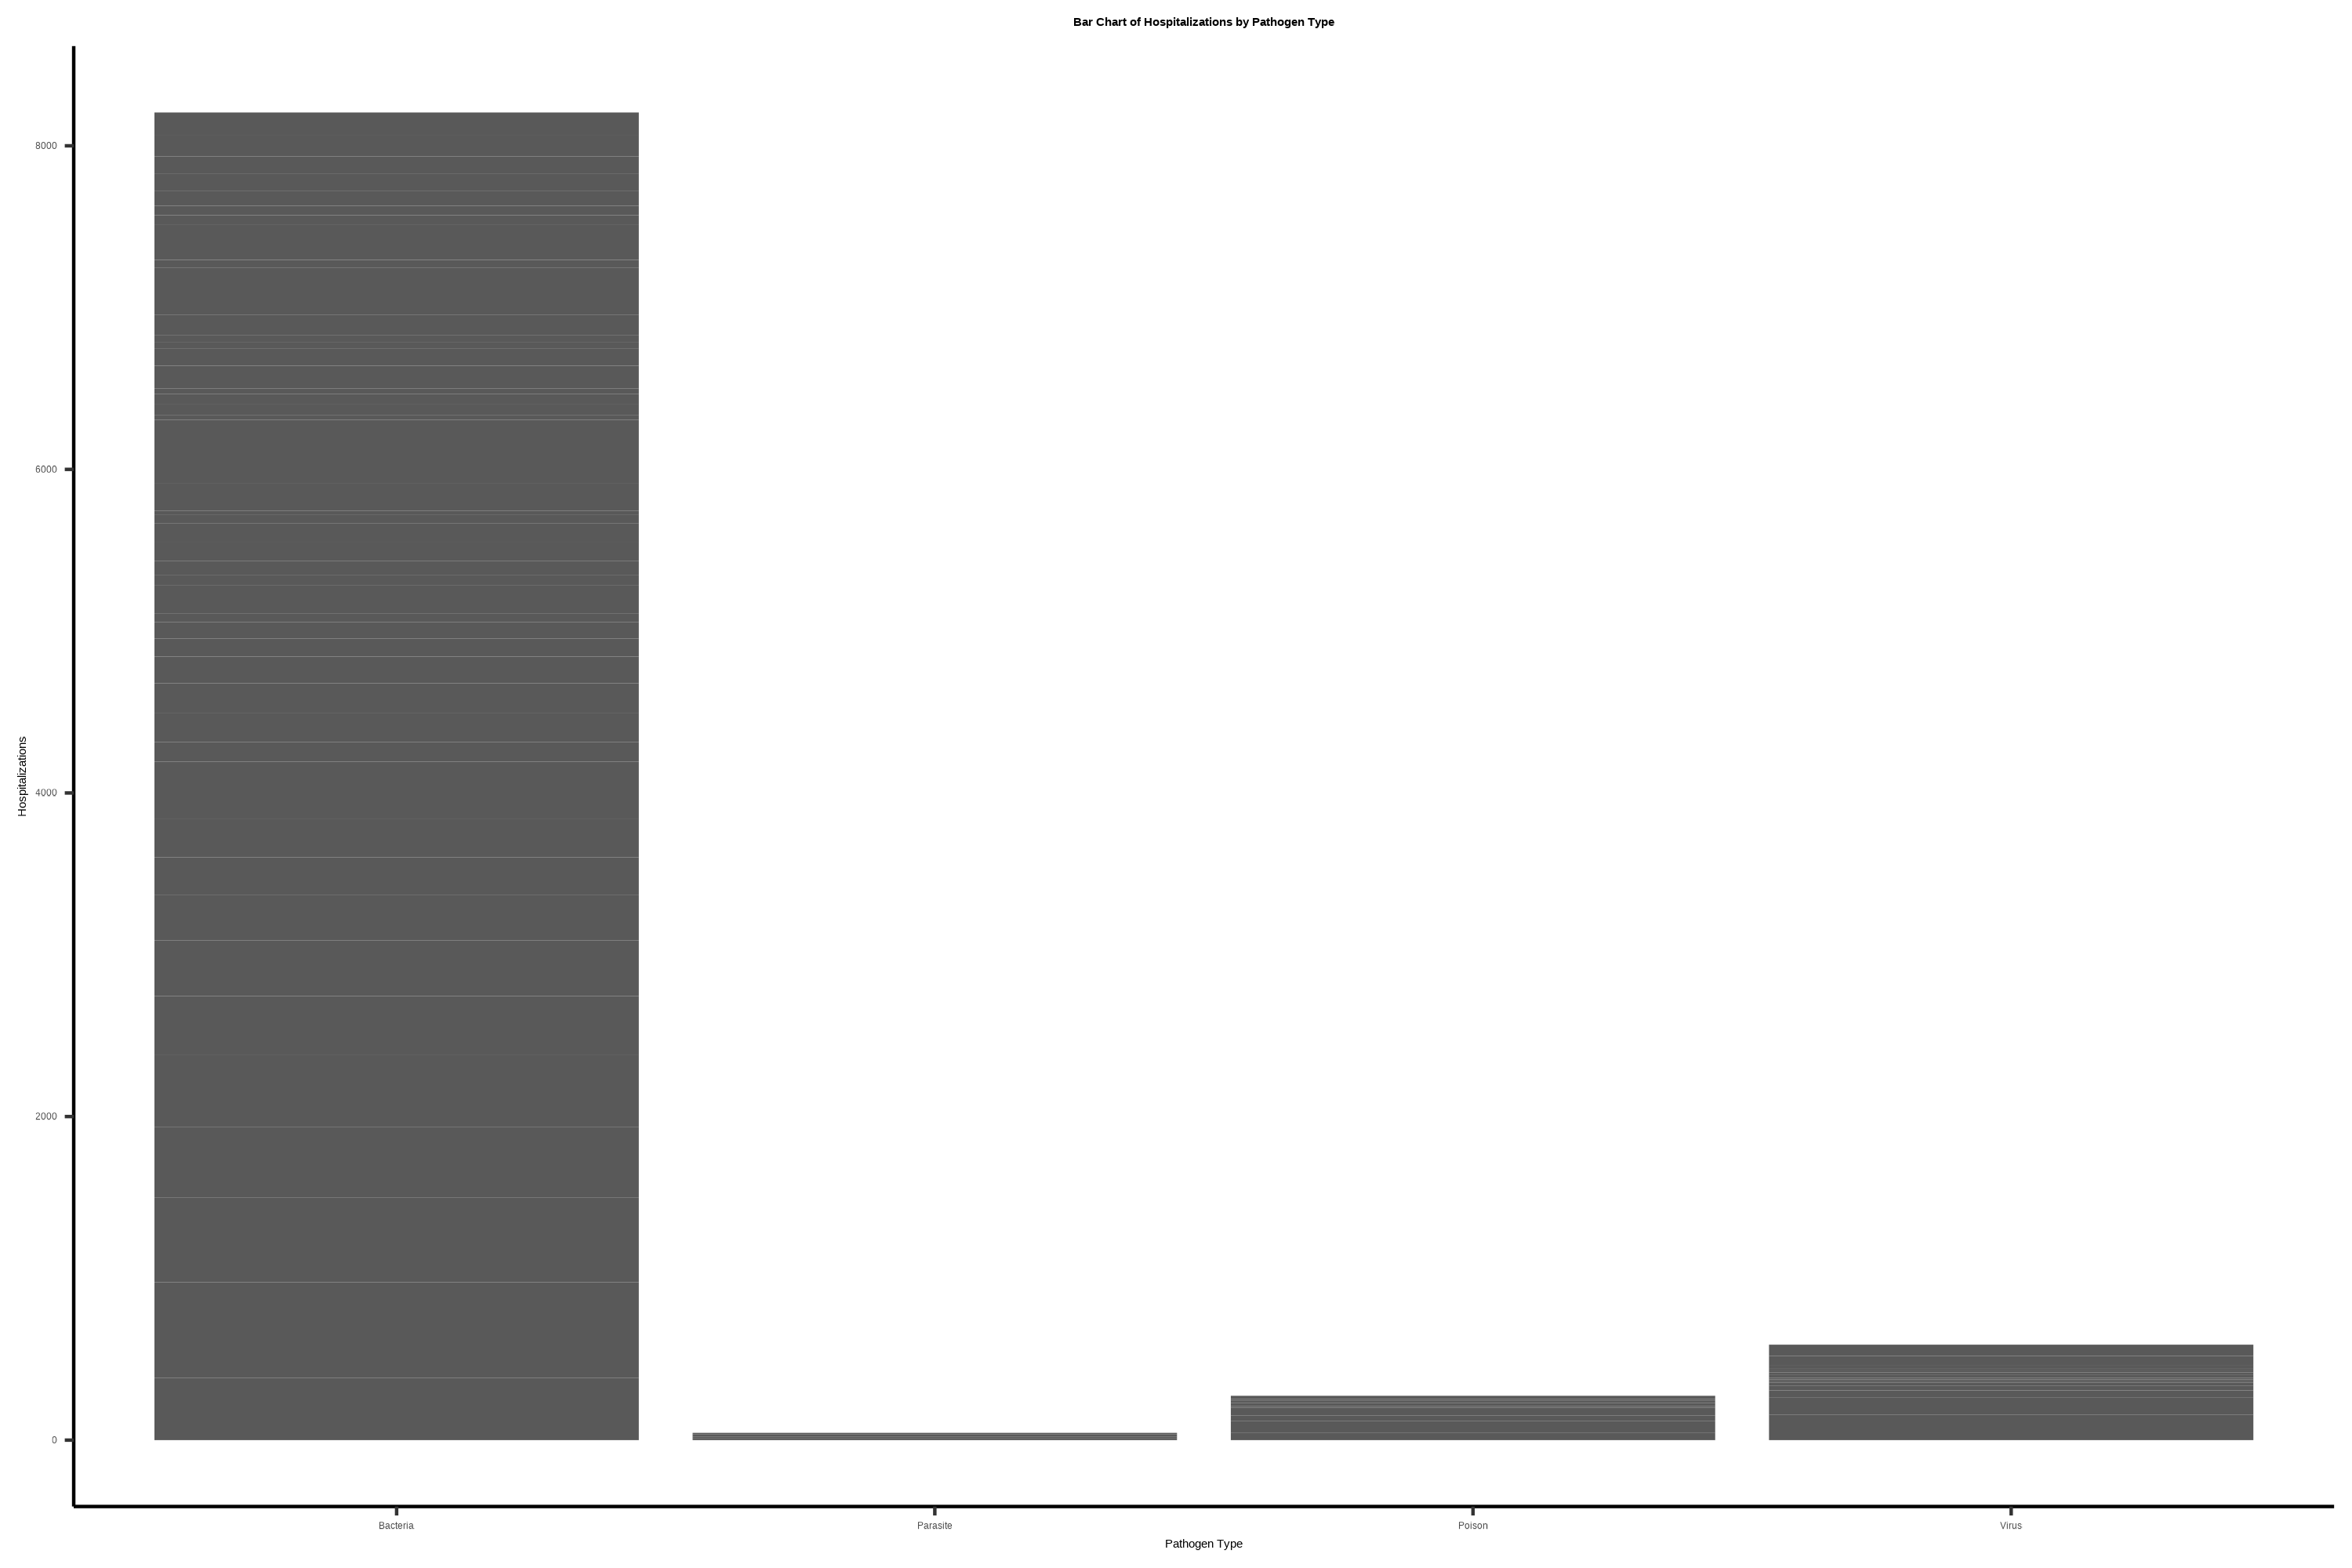 Bar Chart of Hospitalizations by Pathogen Type
Hospitalizations
8000
6000
4000
2000
0
Bacteria
Parasite
Poison
Virus
Pathogen Type